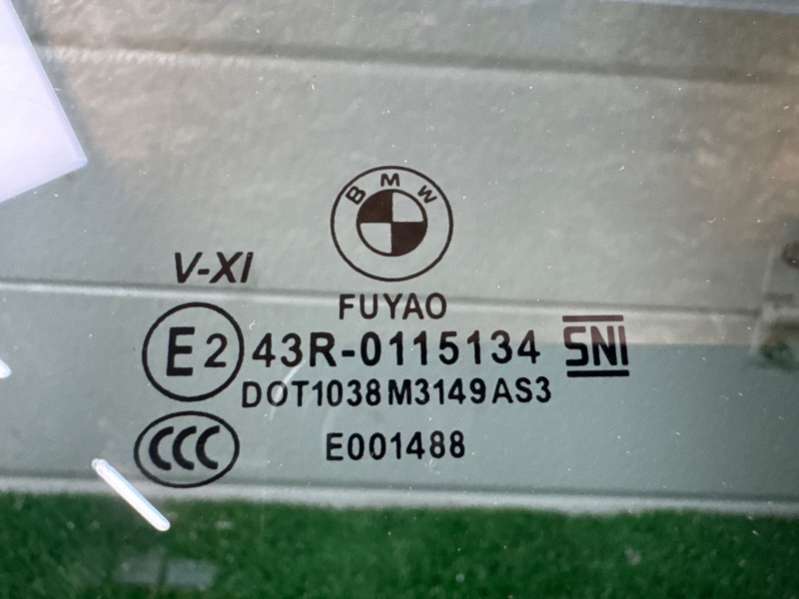 BMW
V-XI
FUYAO
E2 43R-0115134 SNI
DOT1038 M3149 AS3
CCC E001488